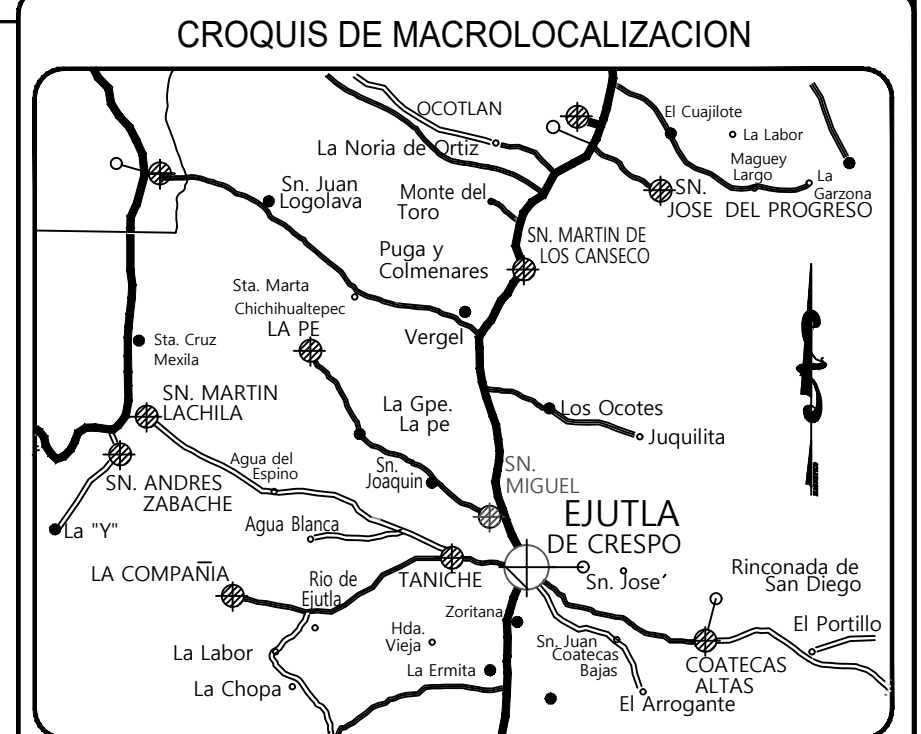 CROQUIS DE MACROLOCALIZACION
OCOTLAN
El Cuajilote
La Labor
La Noria de Ortiz
Maguey
Largo
La
Garzona
Sn. Juan
Logolava
Monte del
Toro
SN.
JOSE DEL PROGRESO
SN. MARTIN DE
LOS CANSECO
Puga y
Colmenares
Sta. Marta
Chichihualtepec
LA PE
Vergel
Sta. Cruz
Mexila
SN. MARTIN
LACHILA
La Gpe.
La pe
Los Ocotes
Juquilita
Agua del
Espino
Sn.
Joaquin
SN.
MIGUEL
SN. ANDRES
ZABACHE
La "Y"
Agua Blanca
EJUTLA
DE CRESPO
LA COMPAÑIA
Rio de
Ejutla
TANICHE
Sn. José
Rinconada de
San Diego
Zoritana
El Portillo
Hda.
Vieja
Sn. Juan
Coatecas
Bajas
La Labor
La Ermita
COATECAS
ALTAS
La Chopa
El Arrogante